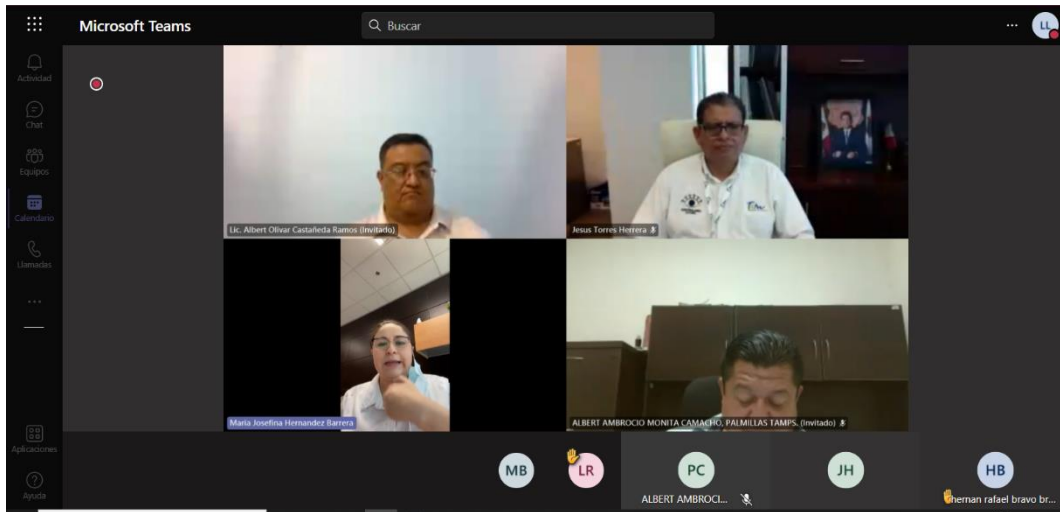 Microsoft Teams
Buscar
...
LL
Actividad
Chat
Equipos
Calendario
Llamadas
...
Aplicaciones
Ayuda
Lic. Albert Olivar Castañeda Ramos (Invitado)
Jesus Torres Herrera
Maria Josefina Hernandez Barrera
ALBERT AMBROCIO MONITA CAMACHO, PALMILLAS TAMPS. (Invitado)
MB
LR
PC
JH
HB
ALBERT AMBROCI...
hernan rafael bravo br...